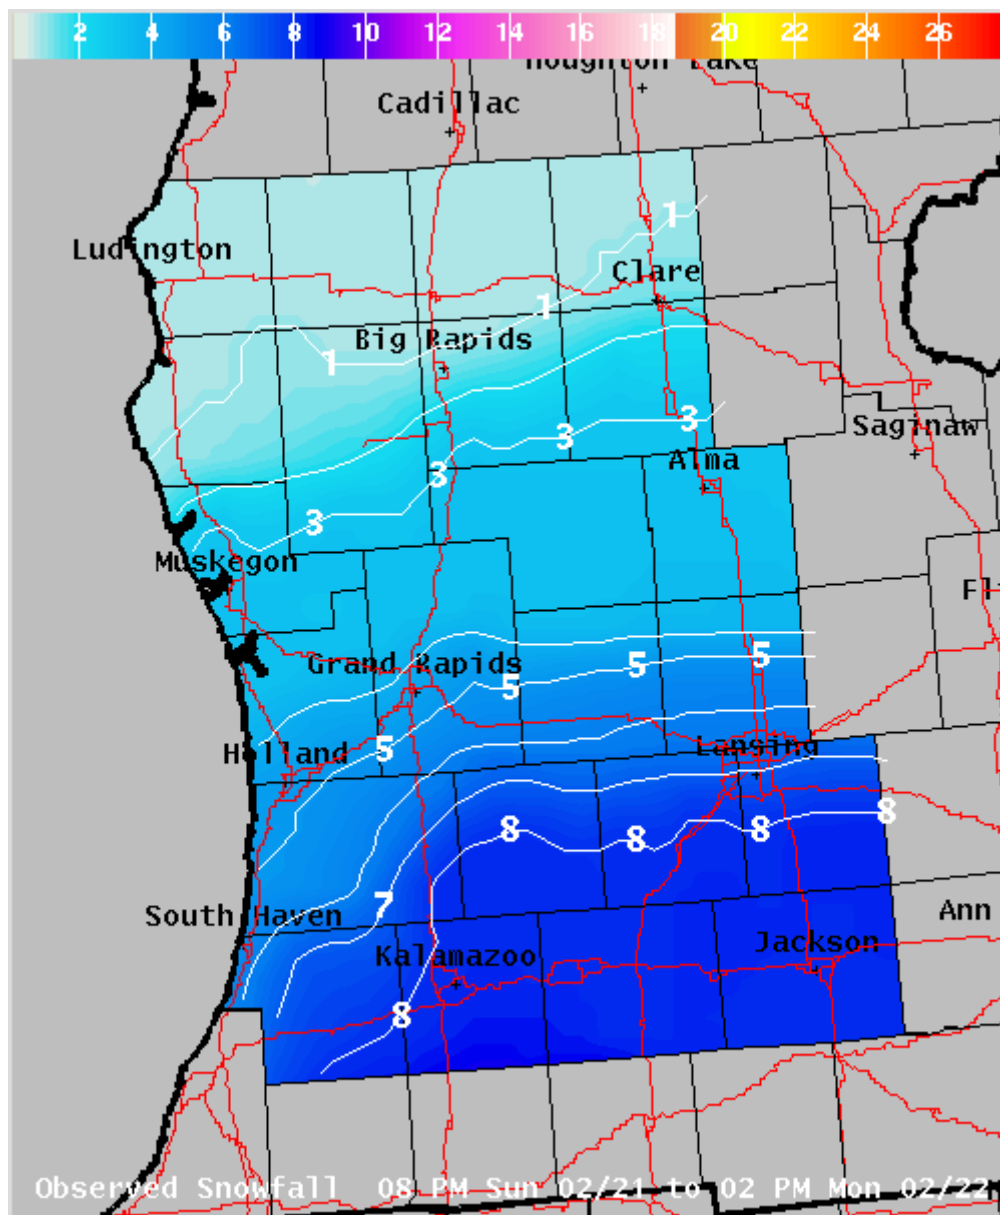 2 4 6 8 10 12 14 16 18 20 22 24 26
Houghton Lake
Cadillac
1
Ludington
Clare
1
Big Rapids
1
3
Saginaw
3
Alma
3
3
Muskegon
Fl
5
Grand Rapids
5
5
5
Lansing
Holland
8
8
8
8
7
South Haven
Ann
Jackson
Kalamazoo
8
Observed Snowfall 08 PM Sun 02/21 to 02 PM Mon 02/22